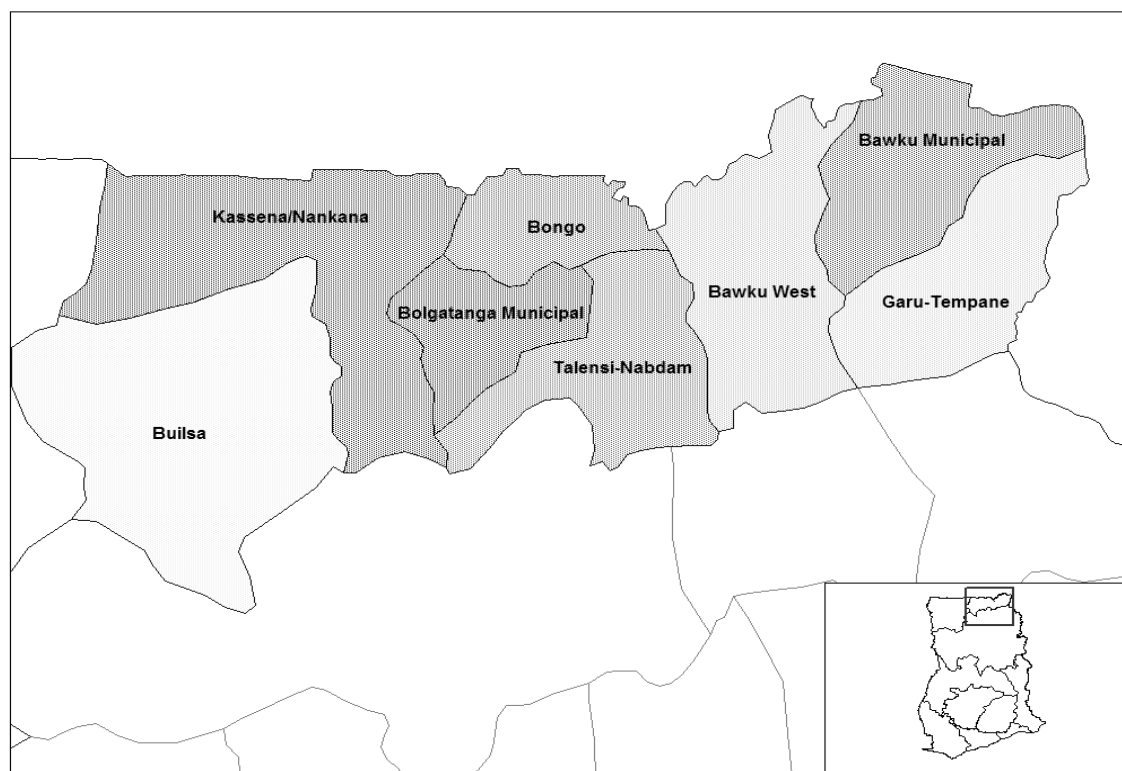 Bawku Municipal
Kassena/Nankana
Bongo
Bawku West
Garu-Tempane
Bolgatanga Municipal
Talensi-Nabdam
Builsa